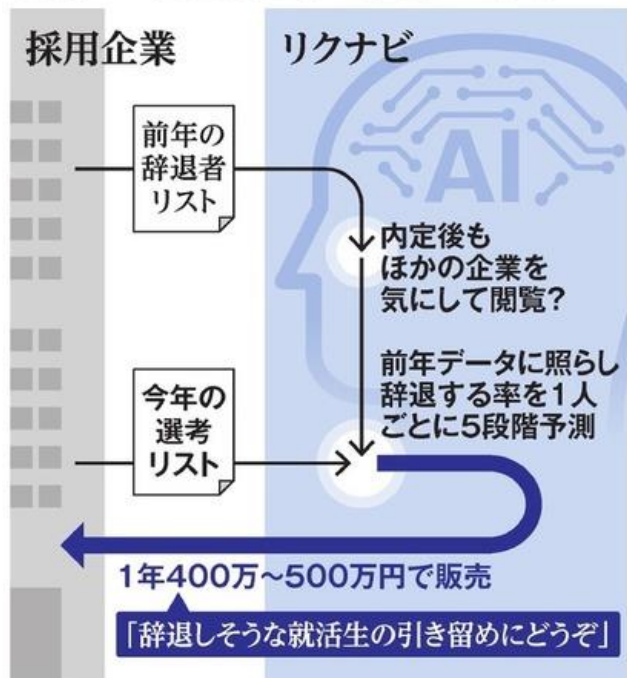 採用企業
リクナビ
AI
前年の
辞退者
リスト
内定後も
ほかの企業を
気にして閲覧?
前年データに照らし
辞退する率を1人
ごとに5段階予測
今年の
選考
リスト
1年400万~500万円で販売
「辞退しそうな就活生の引き留めにどうぞ」